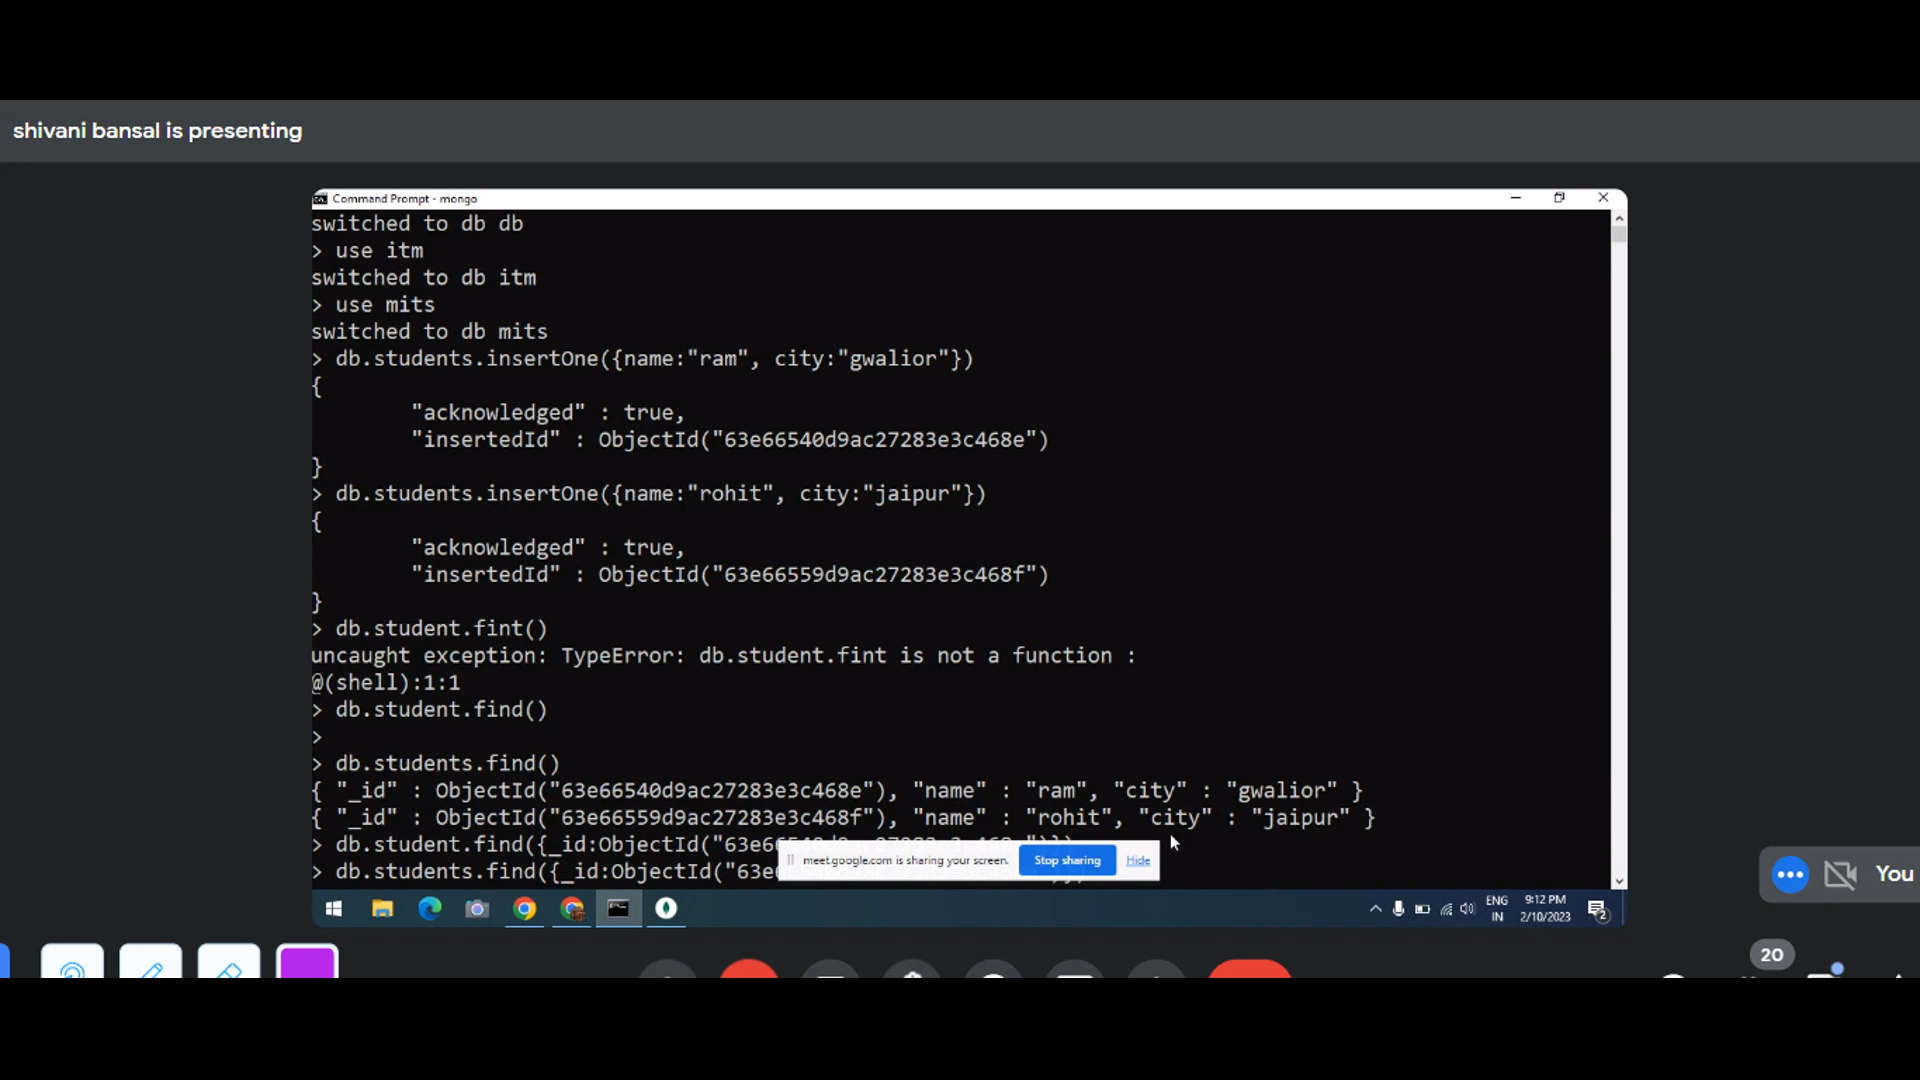 shivani bansal is presenting
Command Prompt - mongo
switched to db db
> use itm
switched to db itm
> use mits
switched to db mits
> db.students.insertOne({name:"ram", city:"gwalior"})
{
"acknowledged" : true,
"insertedId" : ObjectId("63e66540d9ac27283e3c468e")
}
> db.students.insertOne({name:"rohit", city:"jaipur"})
{
"acknowledged" : true,
"insertedId" : ObjectId("63e66559d9ac27283e3c468f")
}
> db.student.fint()
uncaught exception: TypeError: db.student.fint is not a function :
@(shell):1:1
> db.student.find()
>
> db.students.find()
{ "_id" : ObjectId("63e66540d9ac27283e3c468e"), "name" : "ram", "city" : "gwalior" }
{ "_id" : ObjectId("63e66559d9ac27283e3c468f"), "name" : "rohit", "city" : "jaipur" }
> db.student.find({_id:ObjectId("63e
> db.students.find({_id:ObjectId("63e
meet.google.com is sharing your screen. Stop sharing Hide
You
ENG 9:12 PM
IN 2/10/2023 2
20